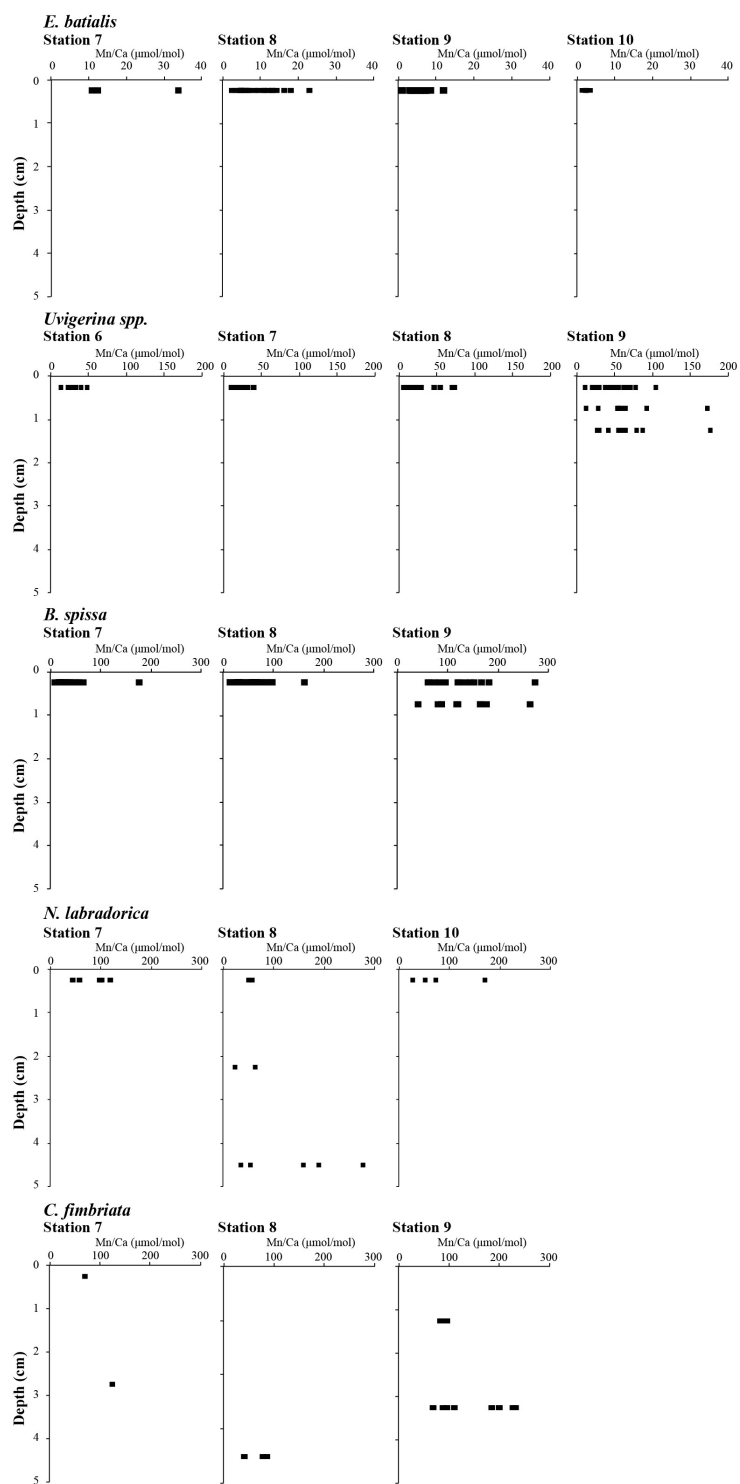 E. batialis
Station 7 Station 8 Station 9 Station 10
Mn/Ca (μmol/mol) Mn/Ca (μmol/mol) Mn/Ca (μmol/mol) Mn/Ca (μmol/mol)
0 10 20 30 40 0 10 20 30 40 0 10 20 30 40 0 10 20 30 40
0
1
2
3
4
5
Depth (cm)
Uvigerina spp.
Station 6 Station 7 Station 8 Station 9
Mn/Ca (μmol/mol) Mn/Ca (μmol/mol) Mn/Ca (μmol/mol) Mn/Ca (μmol/mol)
0 50 100 150 200 0 50 100 150 200 0 50 100 150 200 0 50 100 150 200
0
1
2
3
4
5
Depth (cm)
B. spissa
Station 7 Station 8 Station 9
Mn/Ca (μmol/mol) Mn/Ca (μmol/mol) Mn/Ca (μmol/mol)
0 100 200 300 0 100 200 300 0 100 200 300
0
1
2
3
4
5
Depth (cm)
N. labradorica
Station 7 Station 8 Station 10
Mn/Ca (μmol/mol) Mn/Ca (μmol/mol) Mn/Ca (μmol/mol)
0 100 200 300 0 100 200 300 0 100 200 300
0
1
2
3
4
5
Depth (cm)
C. fimbriata
Station 7 Station 8 Station 9
Mn/Ca (μmol/mol) Mn/Ca (μmol/mol) Mn/Ca (μmol/mol)
0 100 200 300 0 100 200 300 0 100 200 300
0
1
2
3
4
5
Depth (cm)